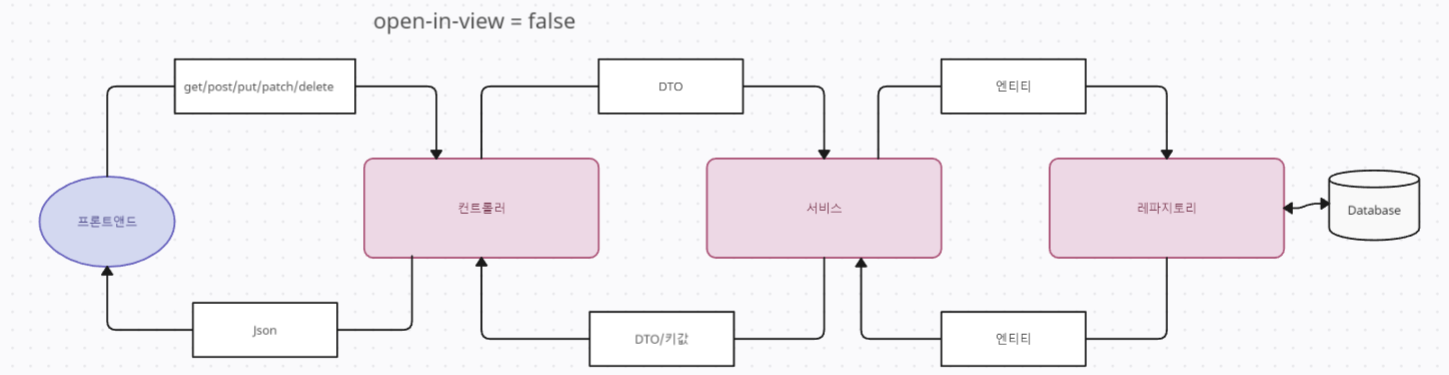 open-in-view = false
get/post/put/patch/delete
DTO
엔티티
프론트앤드
컨트롤러
서비스
레파지토리
Database
Json
DTO/키값
엔티티